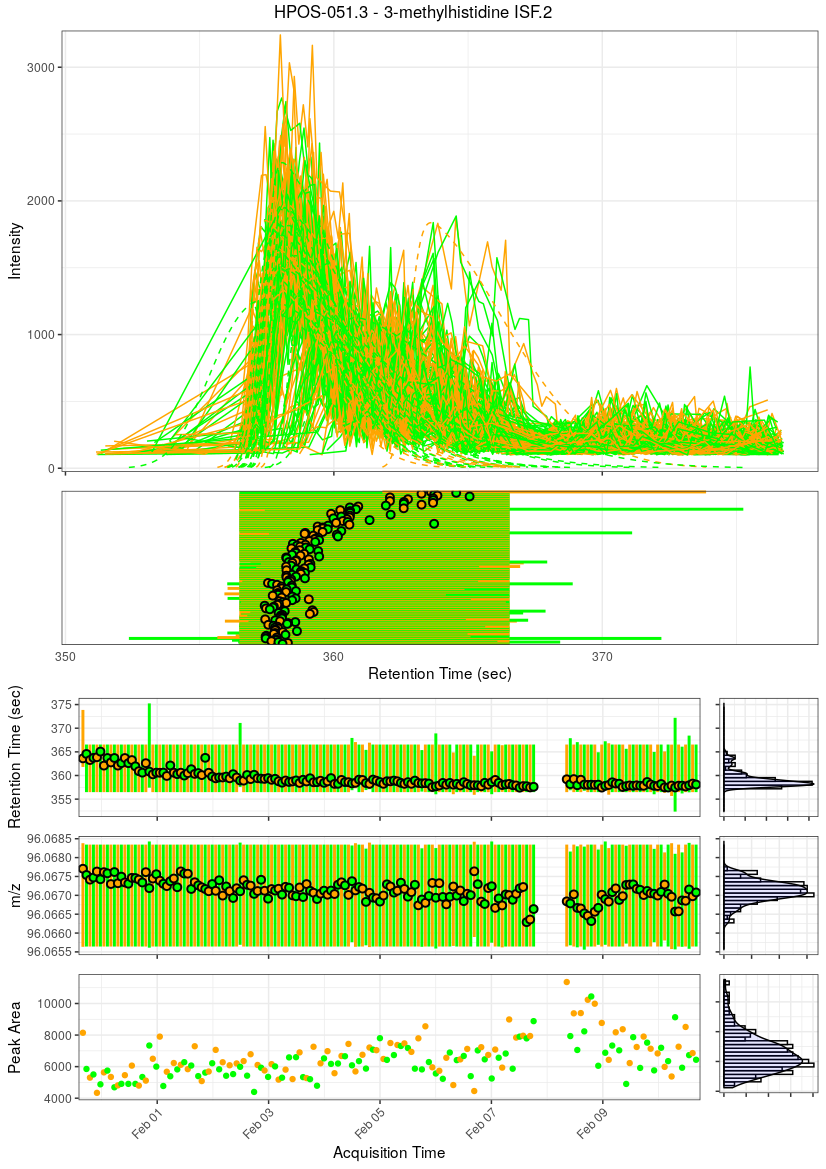 HPOS-051.3 - 3-methylhistidine ISF.2
3000
2000
1000
0
Intensity
350
360
370
Retention Time (sec)
375
370
365
360
355
Retention Time (sec)
96.0685
96.0680
96.0675
96.0670
96.0665
96.0660
96.0655
m/z
10000
8000
6000
4000
Peak Area
Feb 01
Feb 03
Feb 05
Feb 07
Feb 09
Acquisition Time